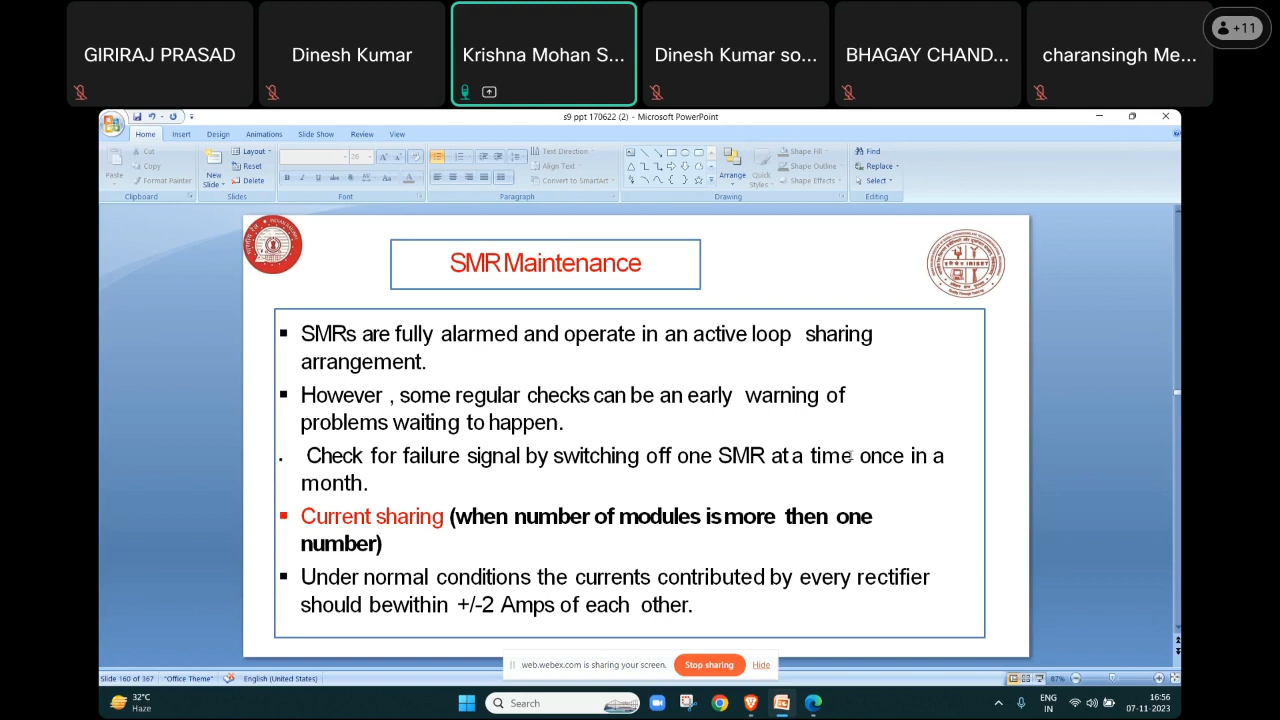 GIRIRAJ PRASAD
Dinesh Kumar
Krishna Mohan S...
Dinesh Kumar so...
BHAGAY CHAND...
charansingh Me...
+11
s9 ppt 170622 (2) - Microsoft PowerPoint
Home Insert Design Animations Slide Show Review View
Paste
Cut
Copy
Format Painter
Clipboard
New Slide
Layout
Reset
Delete
Slides
26
Font
Text Direction
Align Text
Convert to SmartArt
Paragraph
Arrange
Quick Styles
Shape Fill
Shape Outline
Shape Effects
Drawing
Find
Replace
Select
Editing
SMR Maintenance
SMRs are fully alarmed and operate in an active loop sharing
arrangement.
However , some regular checks can be an early warning of
problems waiting to happen.
Check for failure signal by switching off one SMR at a time once in a
month.
Current sharing (when number of modules is more then one
number)
Under normal conditions the currents contributed by every rectifier
should bewithin +/-2 Amps of each other.
web.webex.com is sharing your screen. Stop sharing Hide
Slide 160 of 367 "Office Theme" English (United States) 87%
32°C
Haze
Search
ENG
IN
16:56
07-11-2023